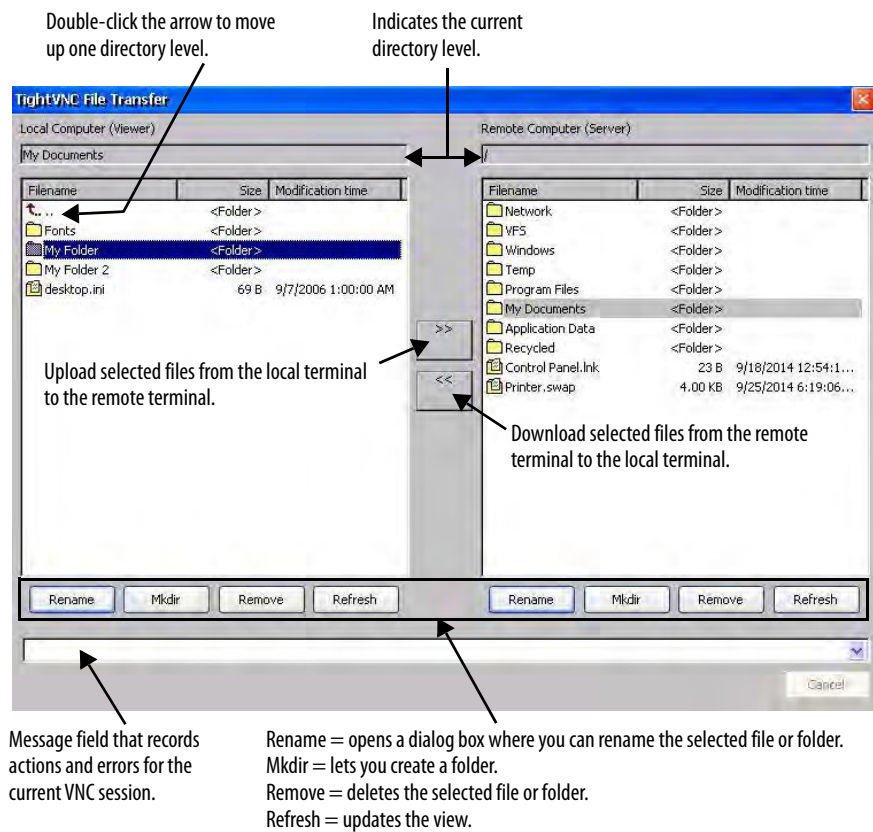 Double-click the arrow to move
up one directory level.
Indicates the current
directory level.
TightVNC File Transfer
Local Computer (Viewer)
Remote Computer (Server)
My Documents
/
Filename Size Modification time
.. <Folder>
Fonts <Folder>
My Folder <Folder>
My Folder 2 <Folder>
desktop.ini 69 B 9/7/2006 1:00:00 AM
Filename Size Modification time
Network <Folder>
VFS <Folder>
Windows <Folder>
Temp <Folder>
Program Files <Folder>
My Documents <Folder>
Application Data <Folder>
Recycled <Folder>
Control Panel.lnk 23 B 9/18/2014 12:54:1...
Printer.swap 4.00 KB 9/25/2014 6:19:06...
>>
<<
Upload selected files from the local terminal
to the remote terminal.
Download selected files from the remote
terminal to the local terminal.
Rename Mkdir Remove Refresh
Rename Mkdir Remove Refresh
Cancel
Message field that records
actions and errors for the
current VNC session.
Rename = opens a dialog box where you can rename the selected file or folder.
Mkdir = lets you create a folder.
Remove = deletes the selected file or folder.
Refresh = updates the view.